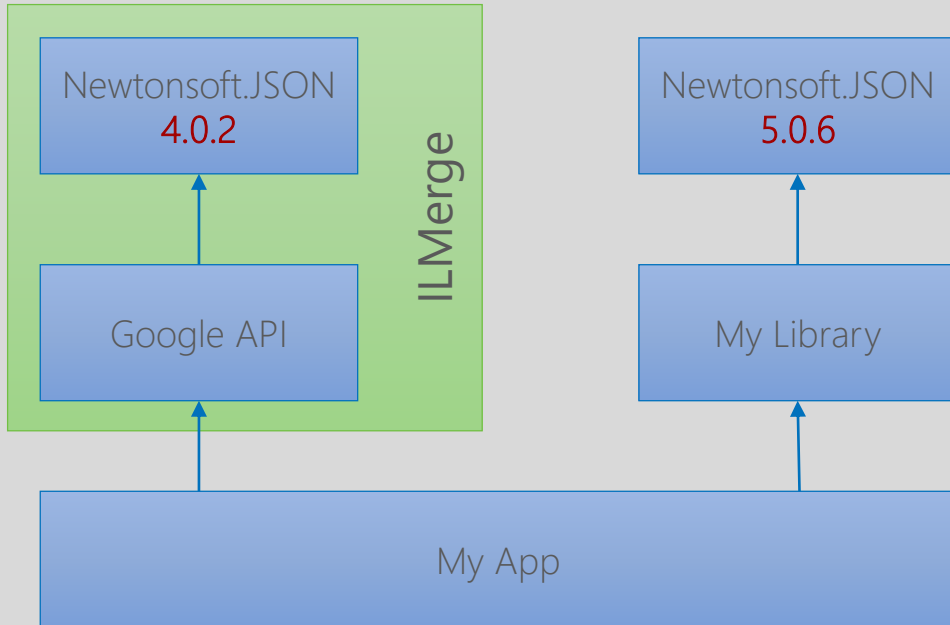 Newtonsoft.JSON
4.0.2
Newtonsoft.JSON
5.0.6
ILMerge
Google API
My Library
My App